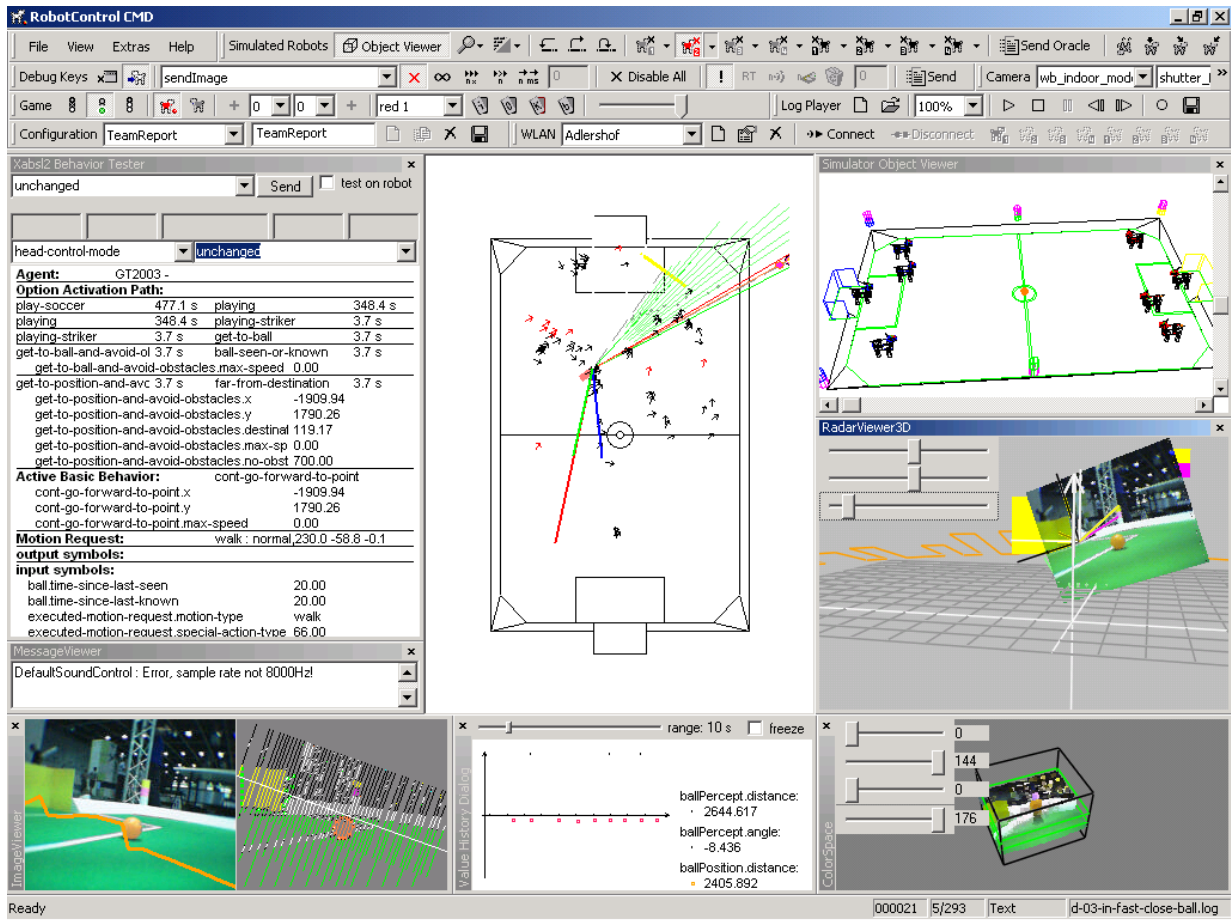 RobotControl CMD
File View Extras Help Simulated Robots Object Viewer Send Oracle
Debug Keys sendImage Disable All ! RT 0 Send Camera wb_indoor_mod shutter_
Game 0 0 red 1 Log Player 100%
Configuration TeamReport TeamReport WLAN Adlershof Connect Disconnect
Xabsl2 Behavior Tester
unchanged Send test on robot
head-control-mode unchanged
Agent: GT2003 -
Option Activation Path:
play-soccer 477.1 s playing 348.4 s
playing 348.4 s playing-striker 3.7 s
playing-striker 3.7 s get-to-ball 3.7 s
get-to-ball-and-avoid-ol 3.7 s ball-seen-or-known 3.7 s
get-to-ball-and-avoid-obstacles.max-speed 0.00
get-to-position-and-avc 3.7 s far-from-destination 3.7 s
get-to-position-and-avoid-obstacles.x -1909.94
get-to-position-and-avoid-obstacles.y 1790.26
get-to-position-and-avoid-obstacles.destinal 119.17
get-to-position-and-avoid-obstacles.max-sp 0.00
get-to-position-and-avoid-obstacles.no-obst 700.00
Active Basic Behavior: cont-go-forward-to-point
cont-go-forward-to-point.x -1909.94
cont-go-forward-to-point.y 1790.26
cont-go-forward-to-point.max-speed 0.00
Motion Request: walk : normal,230.0 -58.8 -0.1
output symbols:
input symbols:
ball.time-since-last-seen 20.00
ball.time-since-last-known 20.00
executed-motion-request.motion-type walk
executed-motion-request.special-action-type 66.00
MessageViewer
DefaultSoundControl : Error, sample rate not 8000Hz!
Simulator Object Viewer
RadarViewer3D
ImageViewer
Value History Dialog
range: 10 s freeze
ballPercept.distance:
2644.617
ballPercept.angle:
-8.436
ballPosition.distance:
2405.892
ColorSpace
0
144
0
176
Ready 000021 5/293 Text d-03-in-fast-close-ball.log